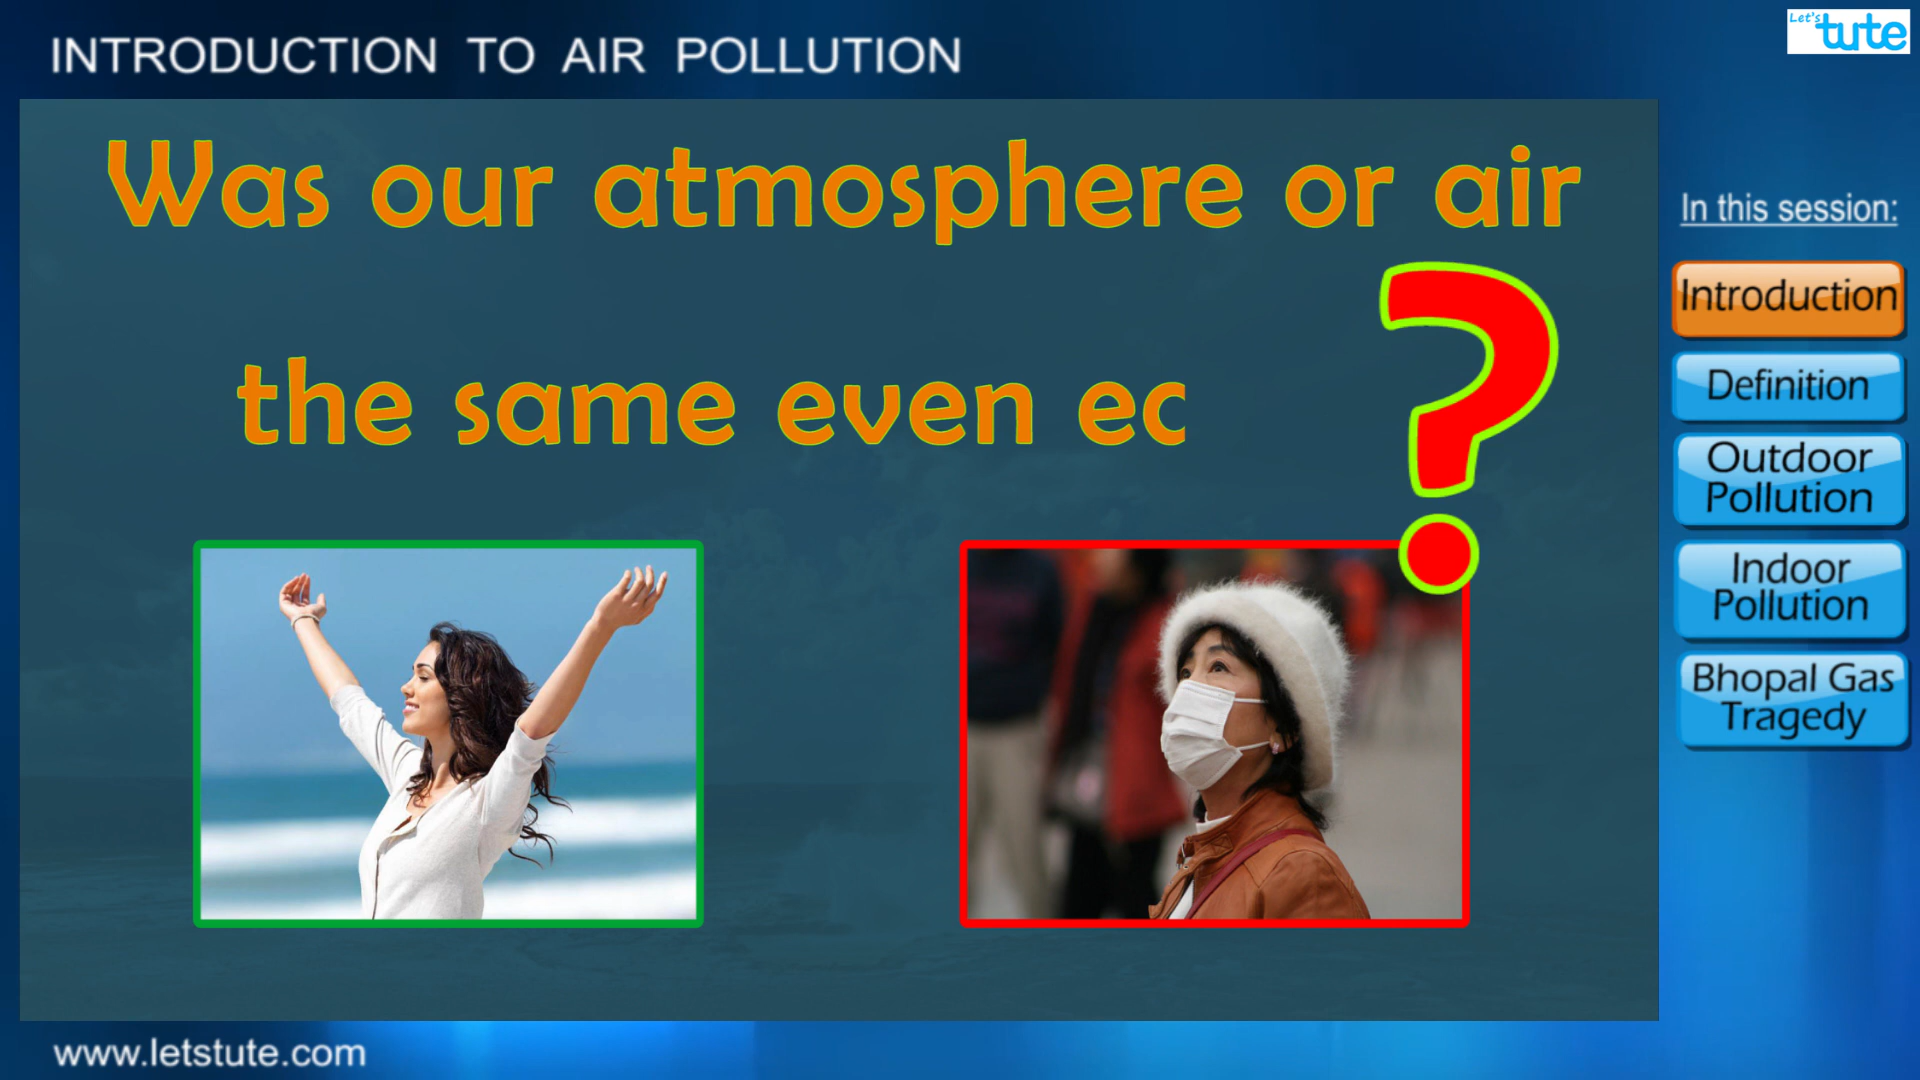 INTRODUCTION TO AIR POLLUTION
Let's
tute
Was our atmosphere or air
the same even ec
?
In this session:
Introduction
Definition
Outdoor
Pollution
Indoor
Pollution
Bhopal Gas
Tragedy
www.letstute.com